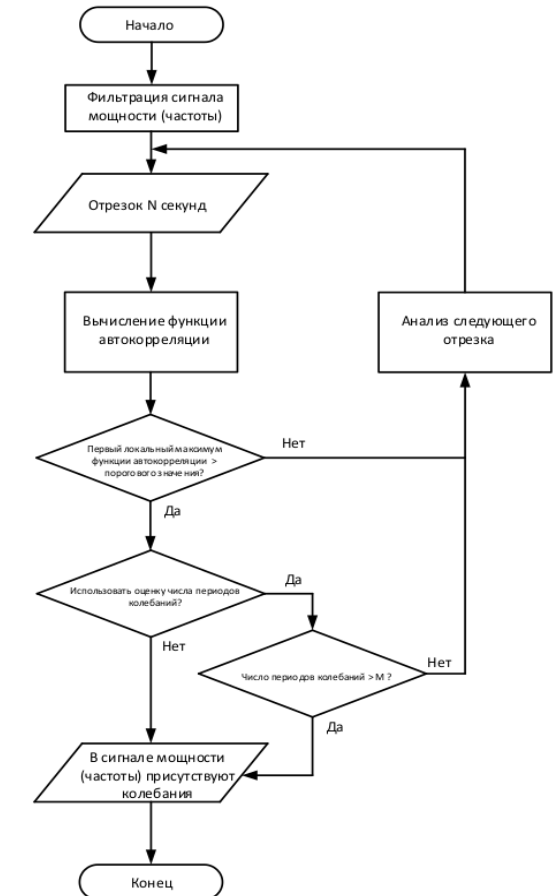 Начало
Фильтрация сигнала
мощности (частоты)
Отрезок N секунд
Вычисление функции
автокорреляции
Анализ следующего
отрезка
Первый локальный максимум
функции автокорреляции >
порогового значения?
Нет
Да
Использовать оценку числа периодов
колебаний?
Да
Нет
Число периодов колебаний > М ?
Нет
Да
В сигнале мощности
(частоты) присутствуют
колебания
Конец